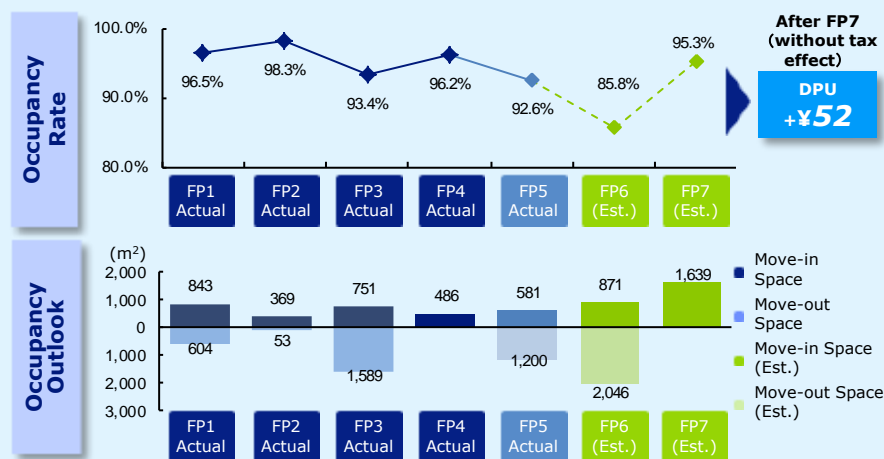 Occupancy
Rate
100.0%
90.0%
80.0%
96.5%
98.3%
93.4%
96.2%
92.6%
85.8%
95.3%
After FP7
(without tax
effect)
DPU
+¥52
FP1
Actual
FP2
Actual
FP3
Actual
FP4
Actual
FP5
Actual
FP6
(Est.)
FP7
(Est.)
Occupancy
Outlook
(m²)
2,000
1,000
0
1,000
2,000
3,000
843
369
751
486
581
871
1,639
604
53
1,589
1,200
2,046
Move-in
Space
Move-out
Space
Move-in Space
(Est.)
Move-out Space
(Est.)
FP1
Actual
FP2
Actual
FP3
Actual
FP4
Actual
FP5
Actual
FP6
(Est.)
FP7
(Est.)